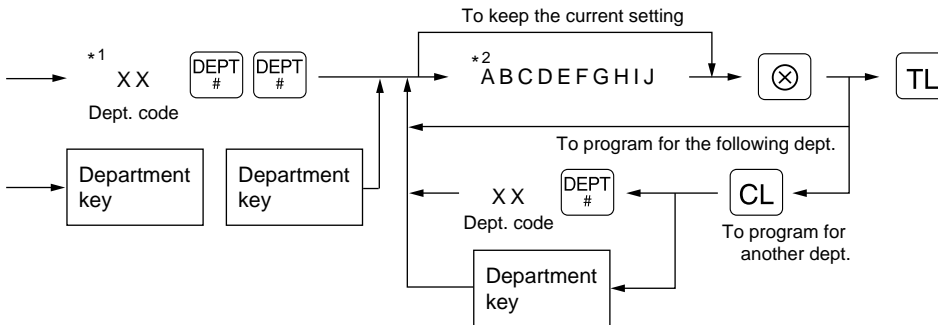 To keep the current setting
*1
XX
DEPT #
DEPT #
*2
ABCDEFGHIJ
⊗
TL
Dept. code
To program for the following dept.
Department key
Department key
XX
DEPT #
CL
Dept. code
To program for another dept.
Department key